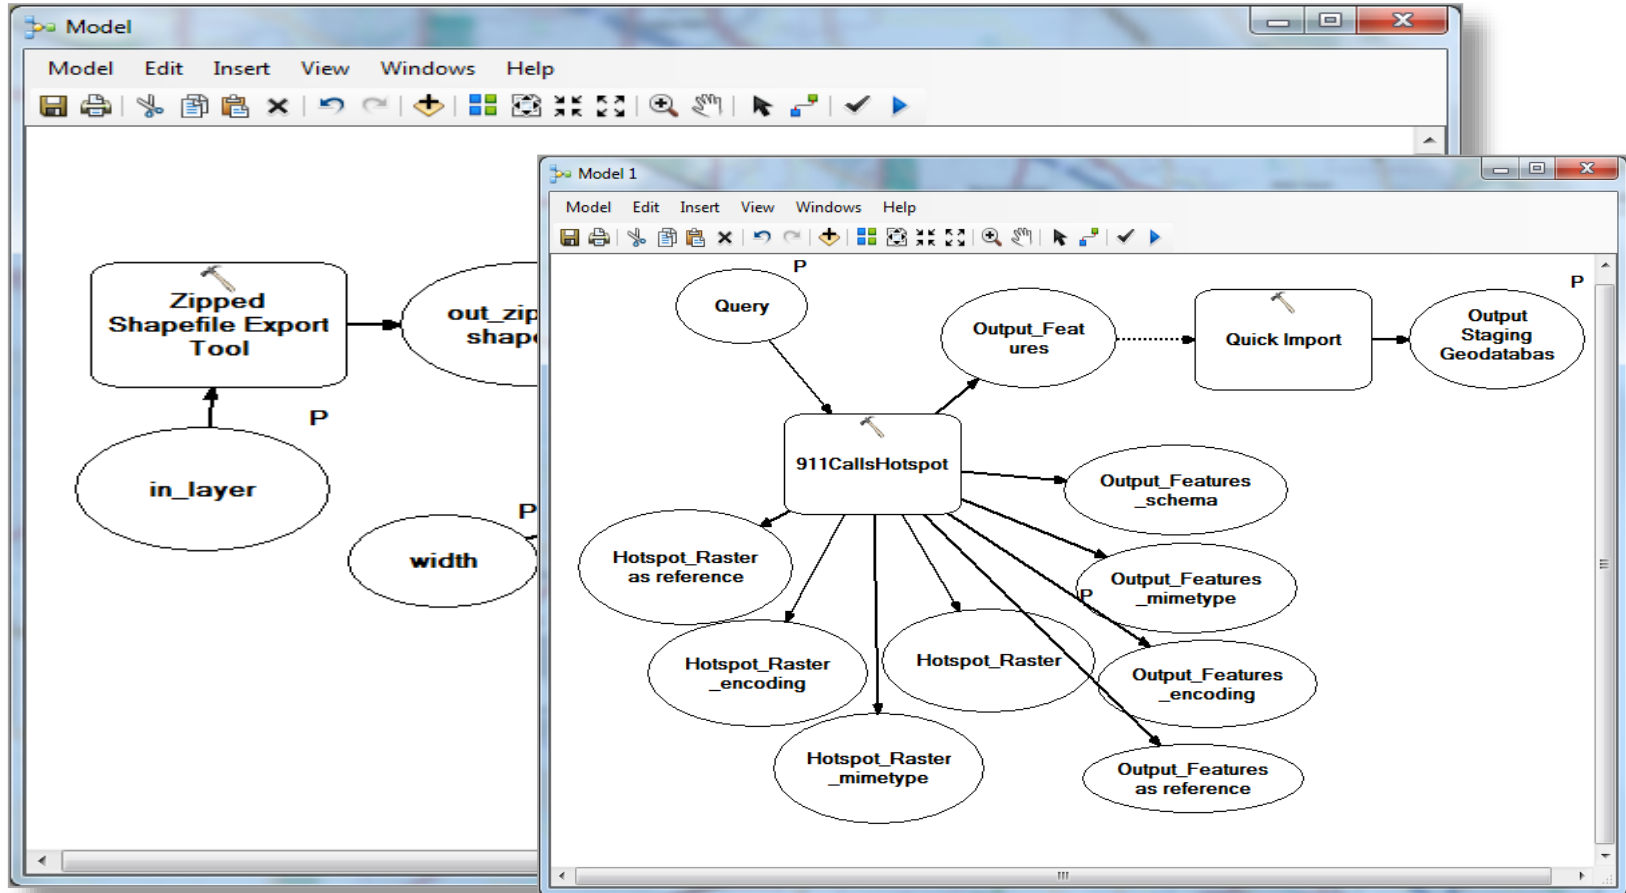 Model
Model Edit Insert View Windows Help
Zipped
Shapefile Export
Tool
out_zip
shap
P
in_layer
P
width
Model 1
Model Edit Insert View Windows Help
P
Query
Output_Feat
ures
Quick Import
P
Output
Staging
Geodatabas
911CallsHotspot
Output_Features
_schema
Hotspot_Raster
as reference
Output_Features
_mimetype
P
Hotspot_Raster
_encoding
Hotspot_Raster
Output_Features
_encoding
Hotspot_Raster
_mimetype
Output_Features
as reference